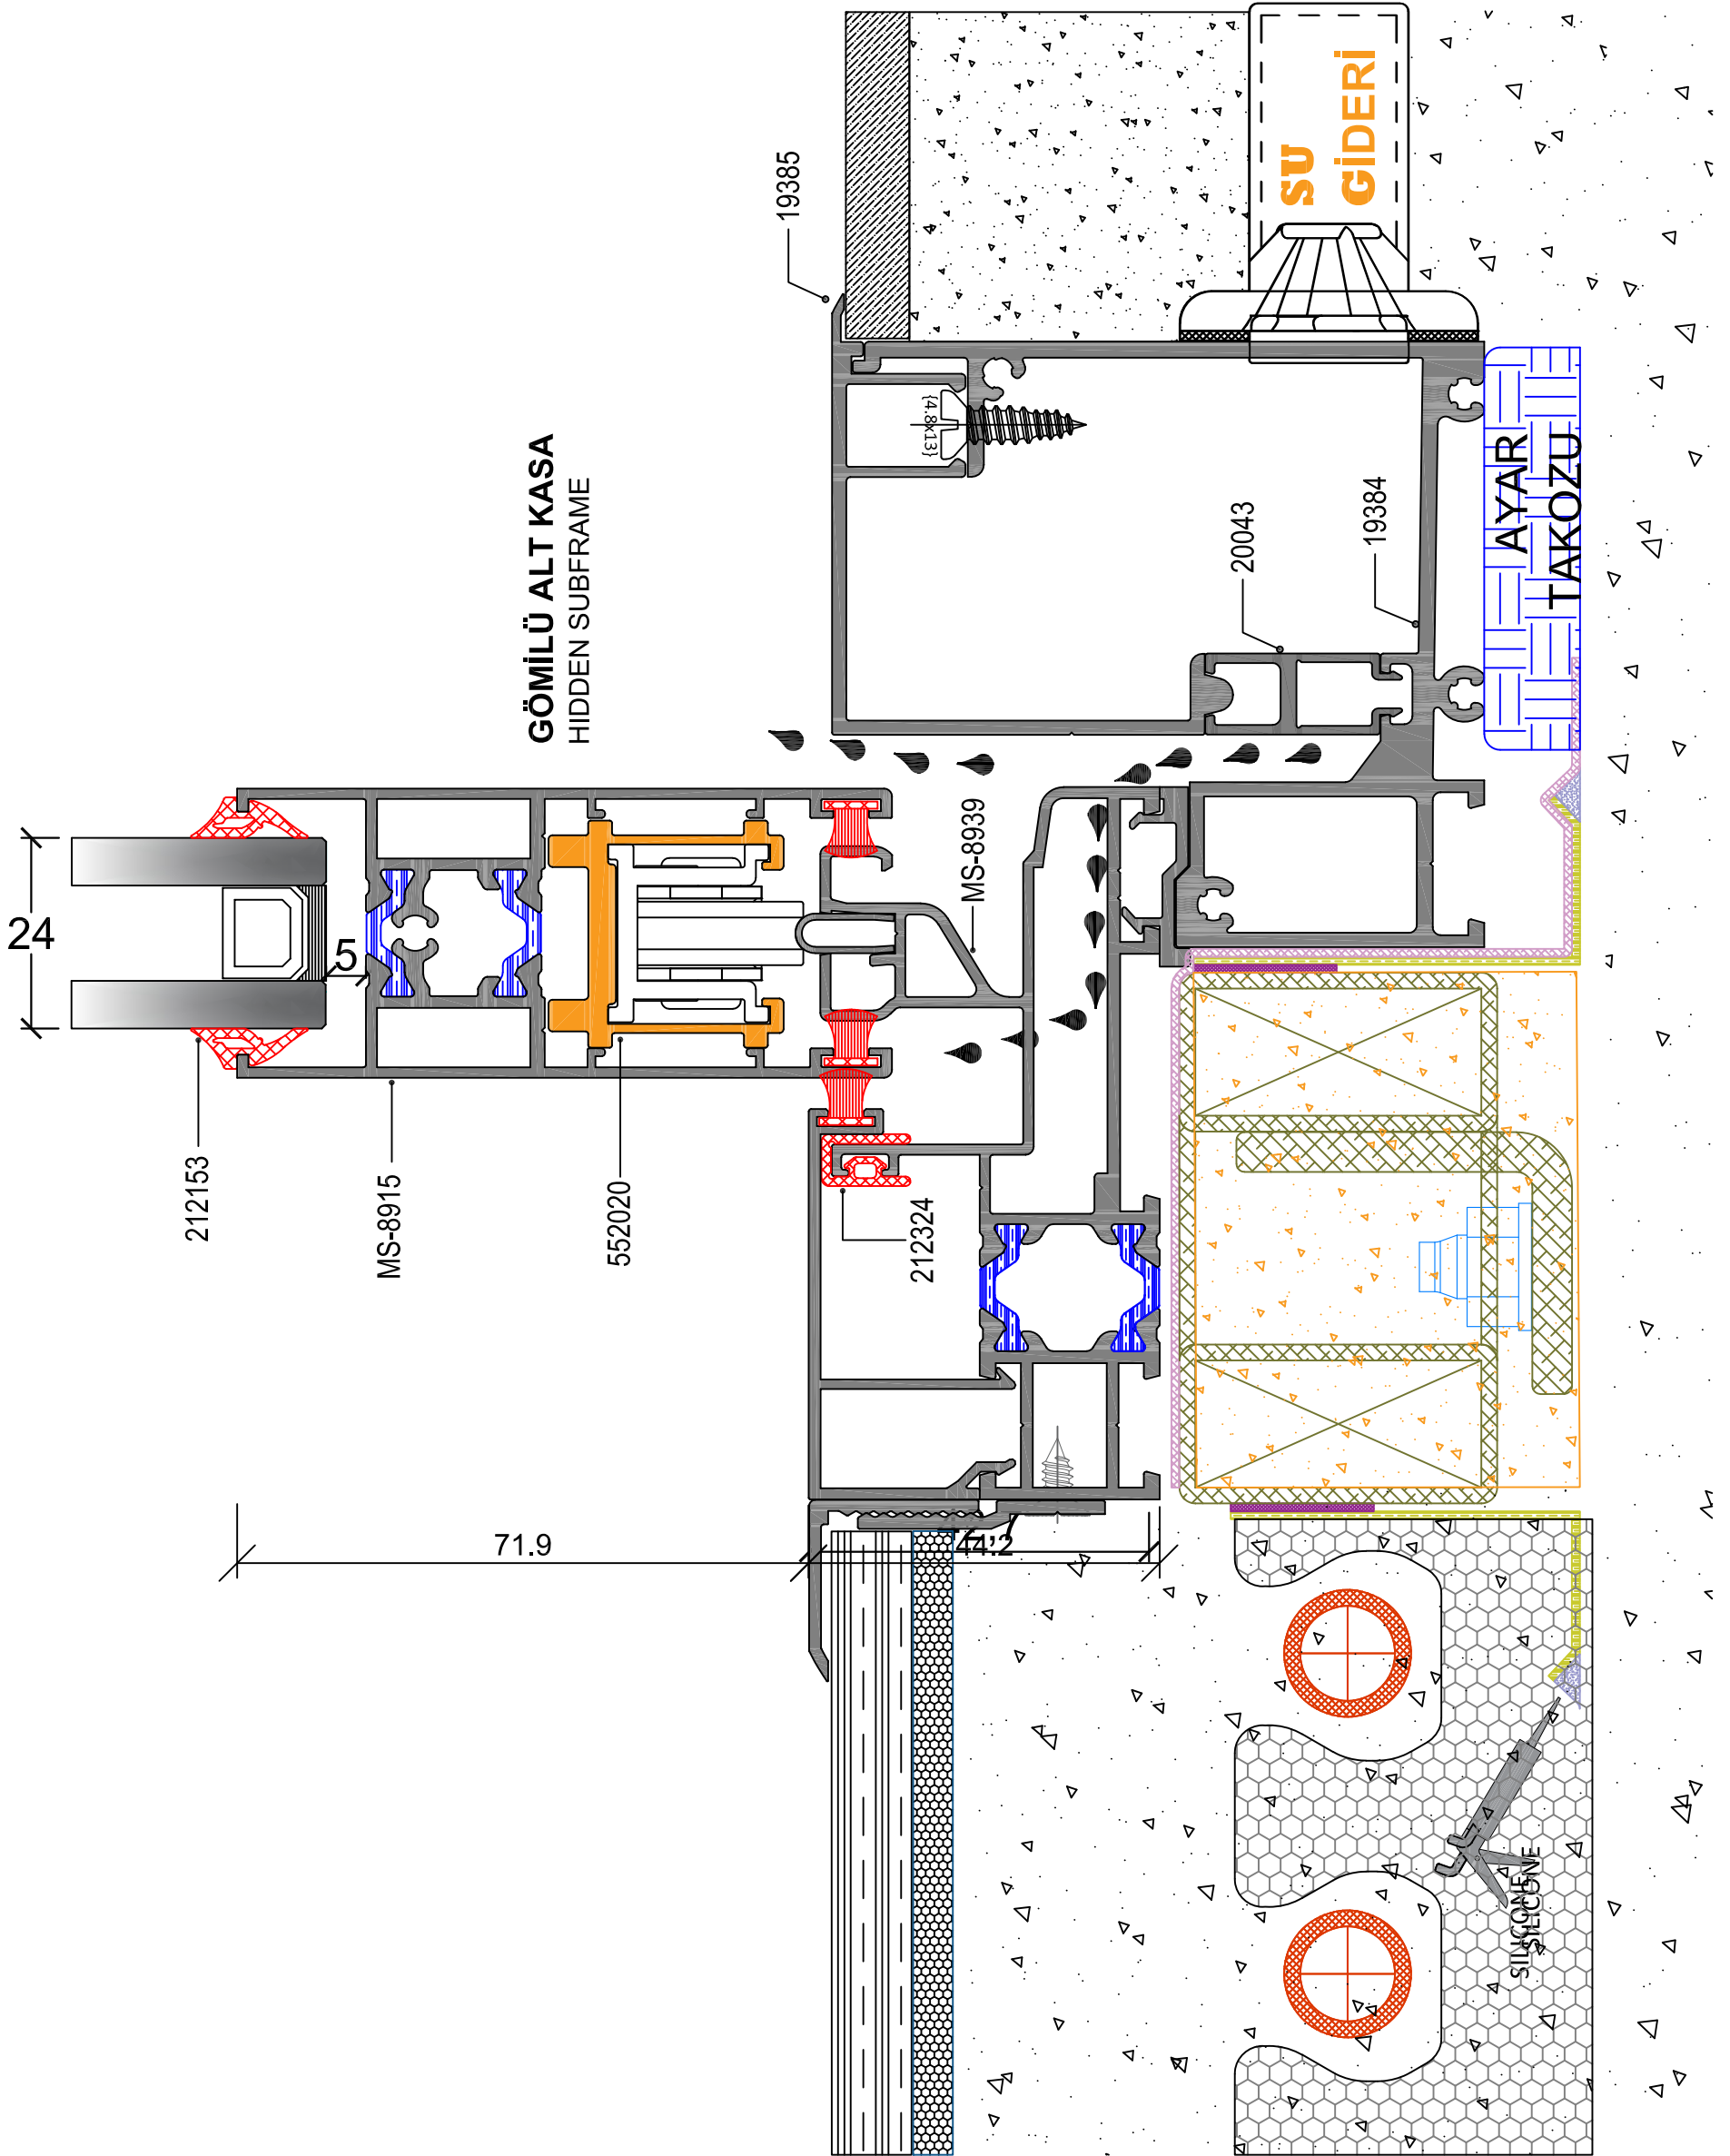 GÖMİLÜ ALT KASA
HIDDEN SUBFRAME
24
5
212153
MS-8915
552020
212324
MS-8939
19385
{4.8x13}
SU
GİDERİ
20043
19384
AYAR
TAKOZU
71.9
44,2
SILICONE
SILICONE